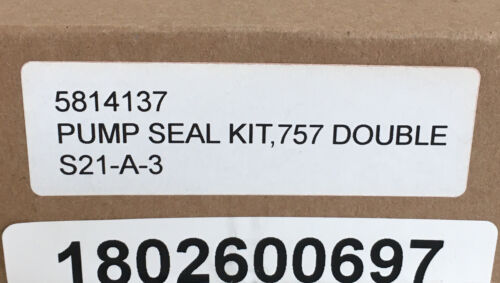 5814137
PUMP SEAL KIT,757 DOUBLE
S21-A-3
1802600697